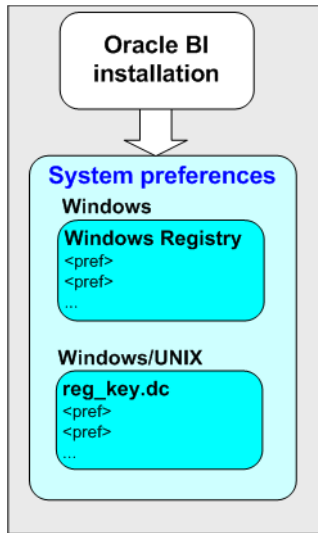 Oracle BI
installation
System preferences
Windows
Windows Registry
<pref>
<pref>
...
Windows/UNIX
reg_key.dc
<pref>
<pref>
...